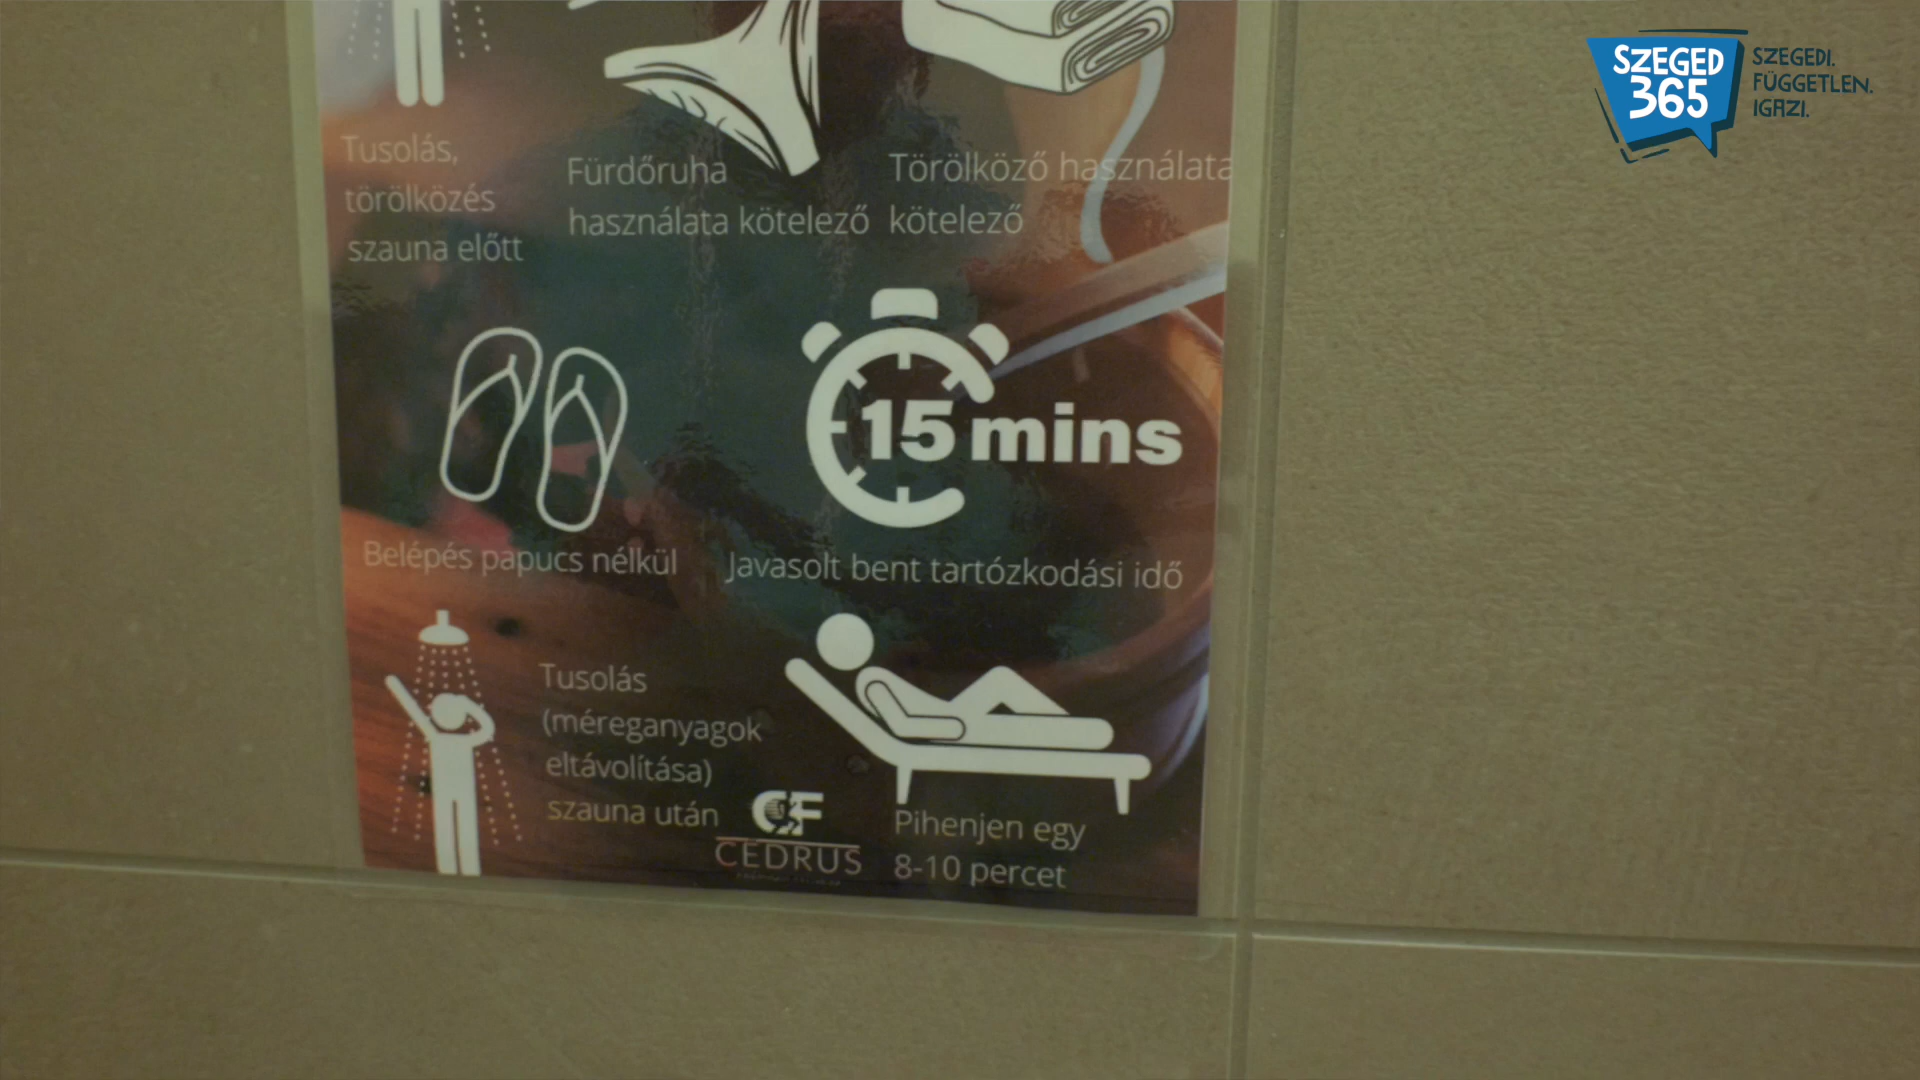 SZEGED
365
SZEGEDI.
FÜGGETLEN.
IGAZI.
Tusolás,
törölközés
szauna előtt
Fürdőruha
használata kötelező
Törölköző használata
kötelező
15 mins
Belépés papucs nélkül
Javasolt bent tartózkodási idő
Tusolás
(méreganyagok
eltávolítása)
szauna után
CF
CEDRUS
Pihenjen egy
8-10 percet